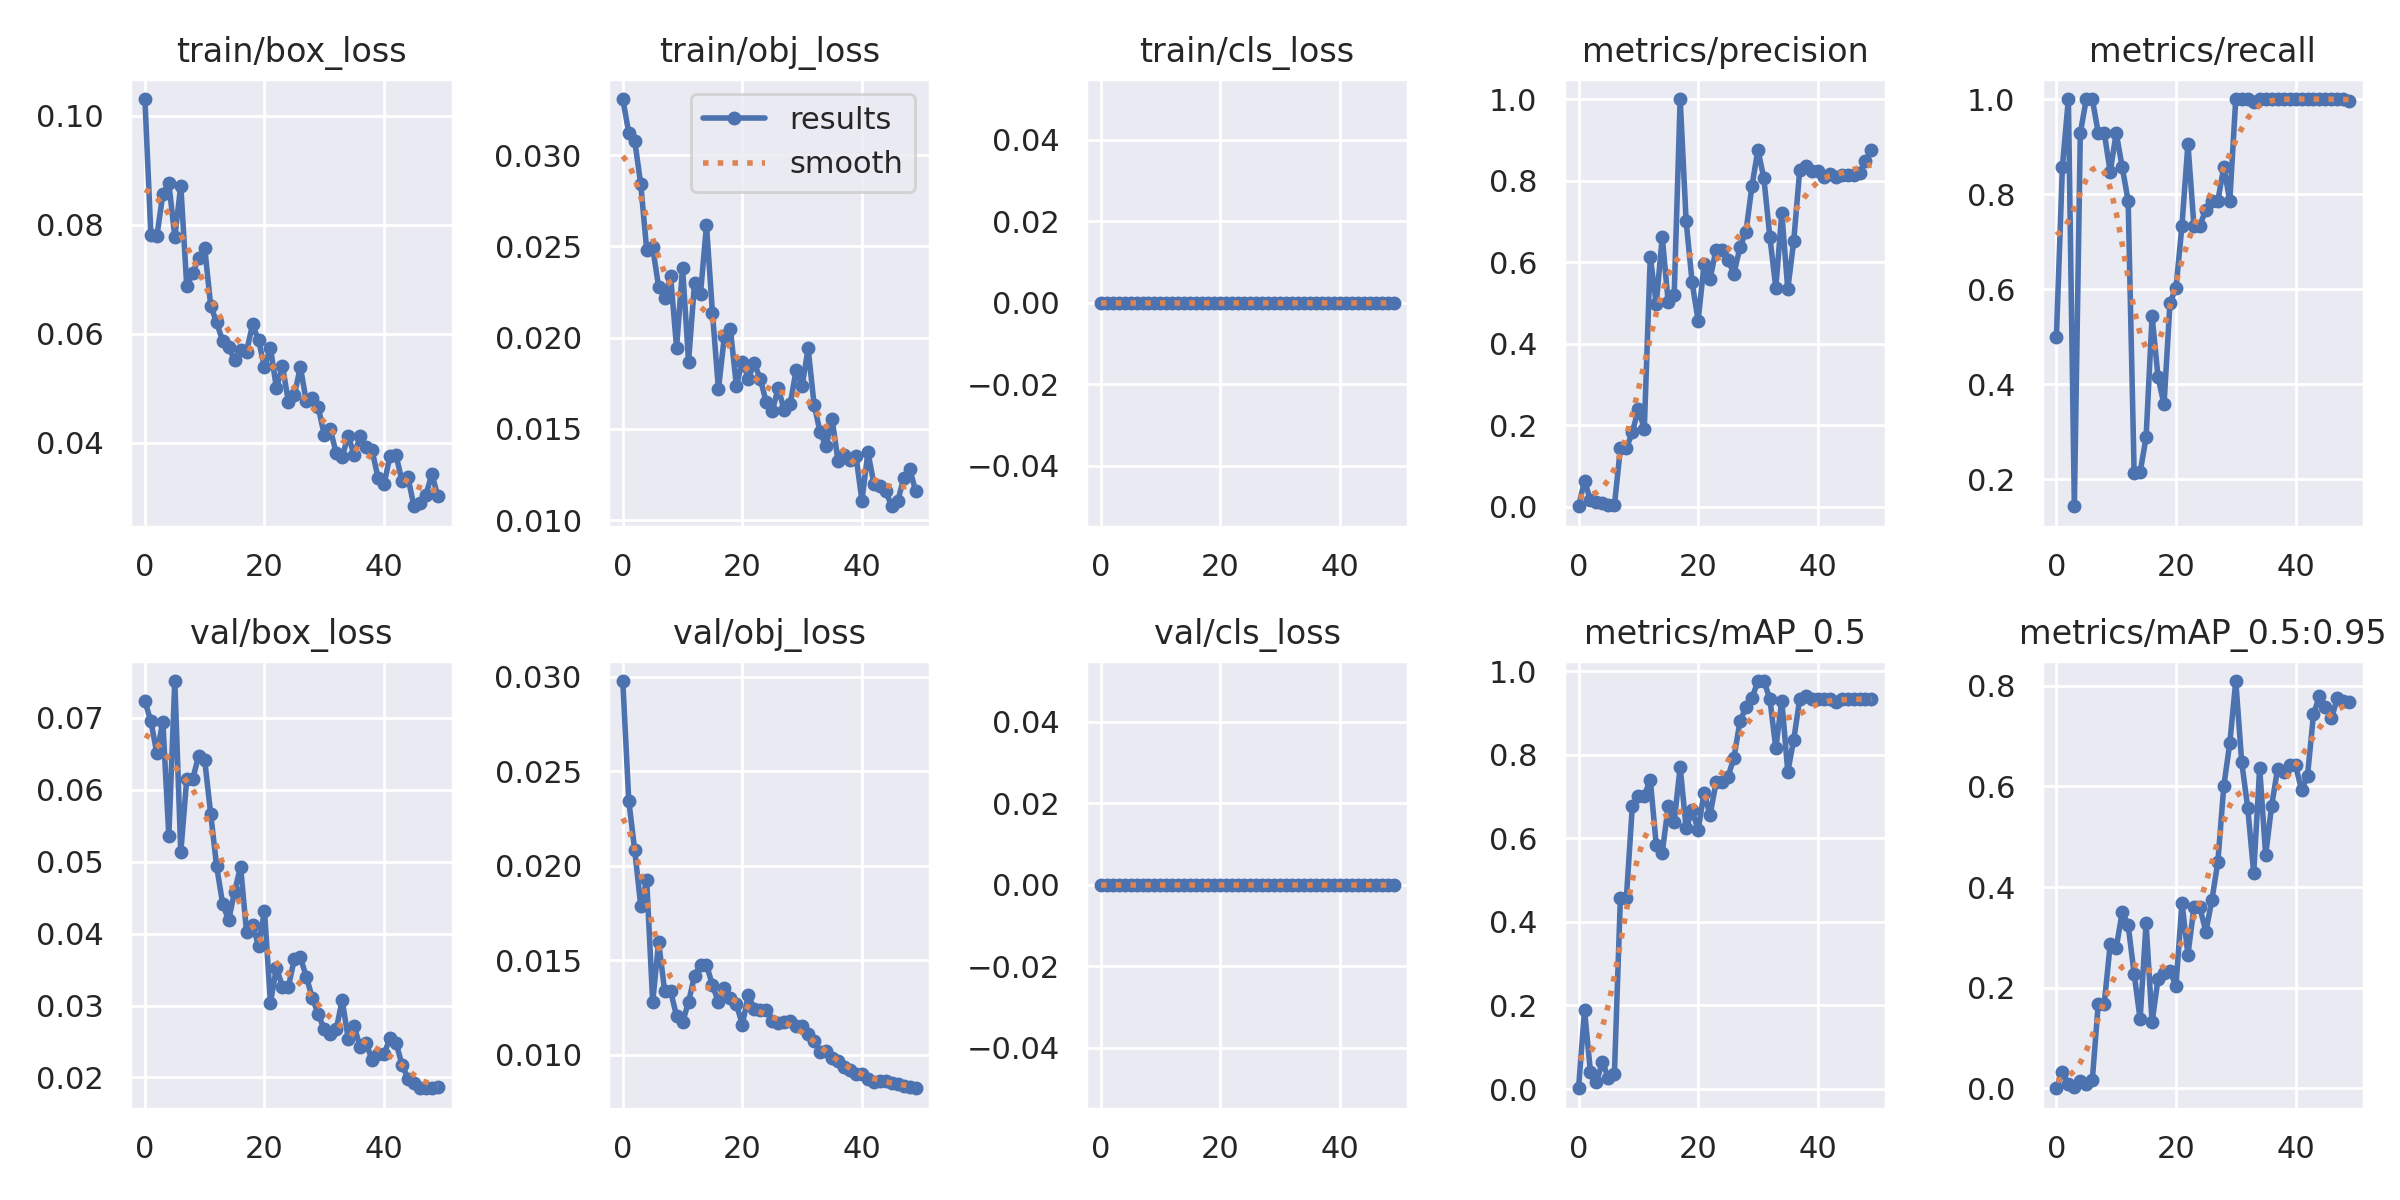 train/box_loss
0.10
0.08
0.06
0.04
0 20 40
train/obj_loss
results
smooth
0.030
0.025
0.020
0.015
0.010
0 20 40
train/cls_loss
0.04
0.02
0.00
−0.02
−0.04
0 20 40
metrics/precision
1.0
0.8
0.6
0.4
0.2
0.0
0 20 40
metrics/recall
1.0
0.8
0.6
0.4
0.2
0 20 40
val/box_loss
0.07
0.06
0.05
0.04
0.03
0.02
0 20 40
val/obj_loss
0.030
0.025
0.020
0.015
0.010
0 20 40
val/cls_loss
0.04
0.02
0.00
−0.02
−0.04
0 20 40
metrics/mAP_0.5
1.0
0.8
0.6
0.4
0.2
0.0
0 20 40
metrics/mAP_0.5:0.95
0.8
0.6
0.4
0.2
0.0
0 20 40